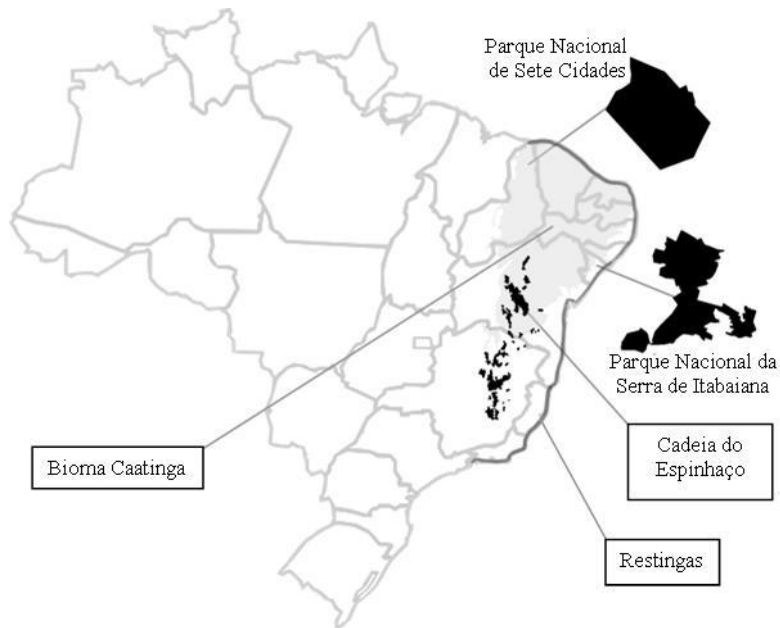 Parque Nacional
de Sete Cidades
Parque Nacional da
Serra de Itabaiana
Bioma Caatinga
Cadeia do
Espinhaço
Restingas